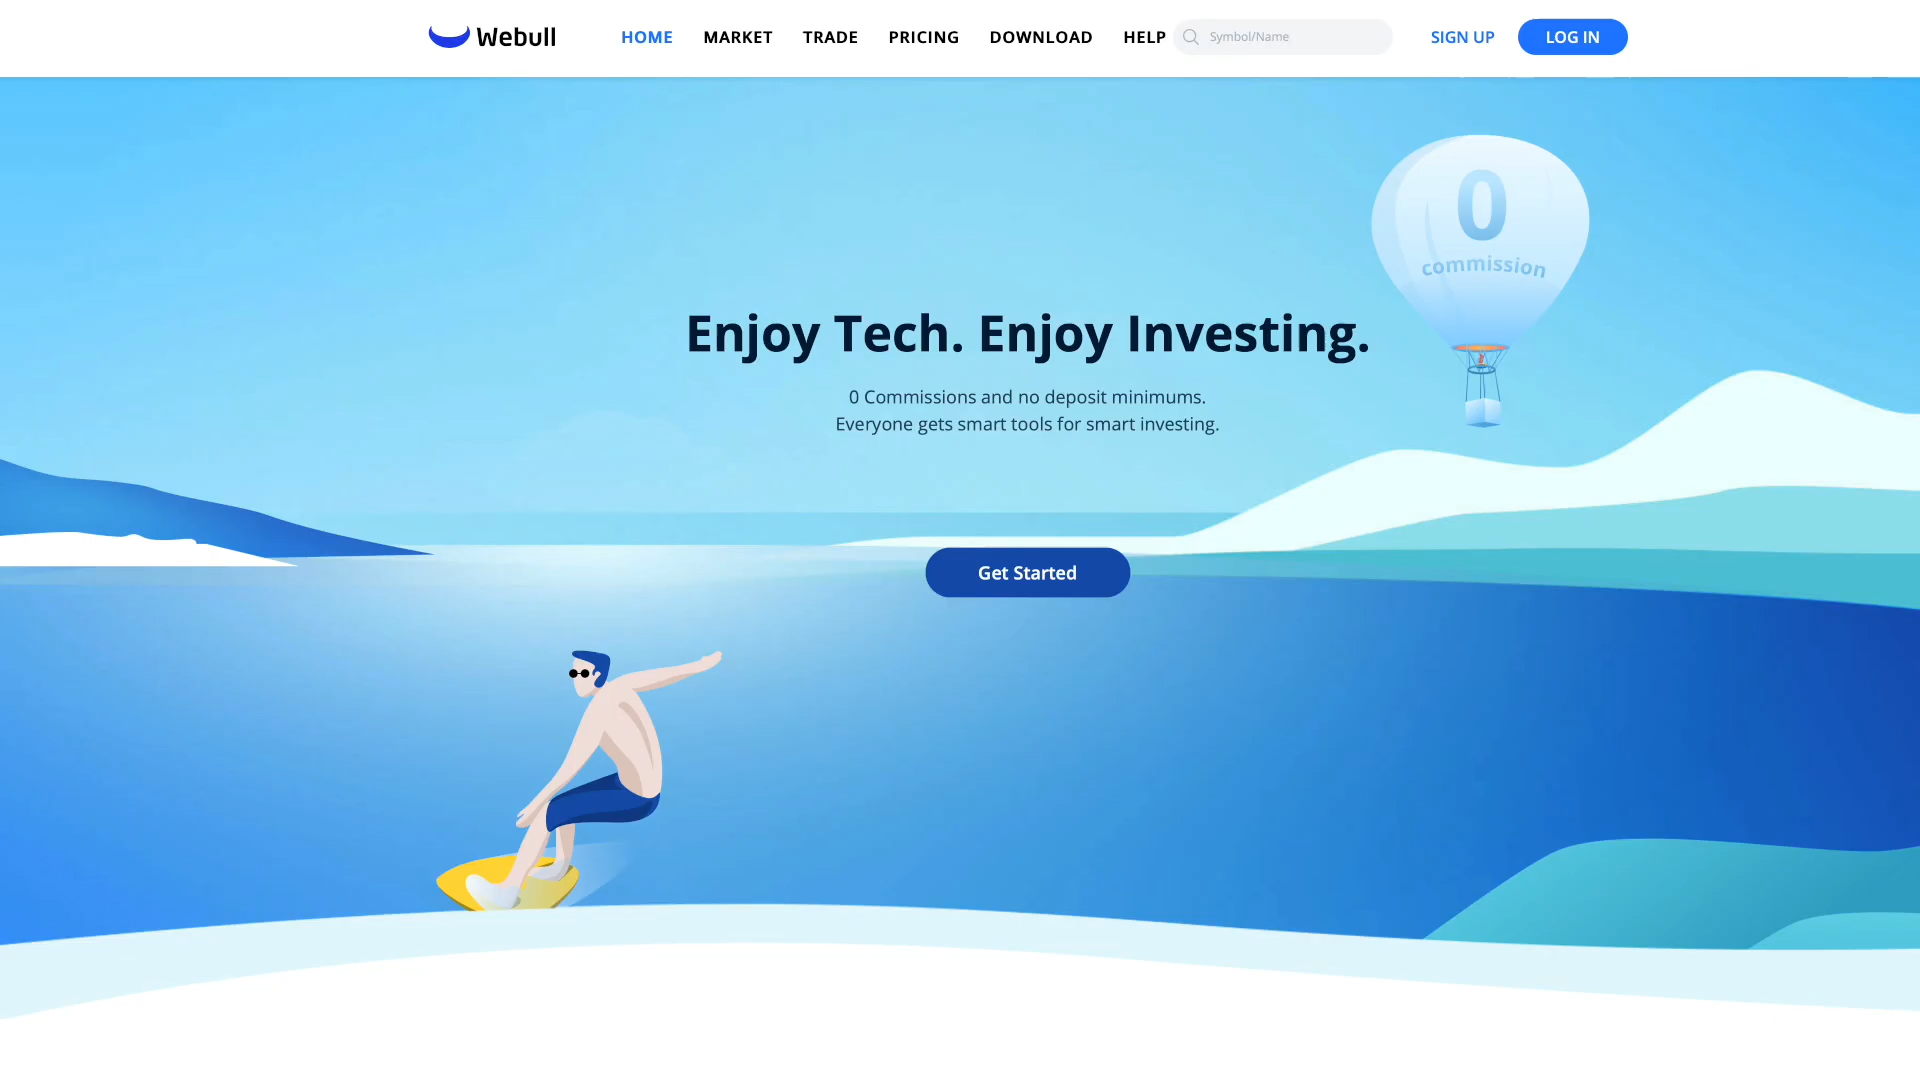 Webull
HOME MARKET TRADE PRICING DOWNLOAD HELP
Symbol/Name
SIGN UP
LOG IN
0
commission
Enjoy Tech. Enjoy Investing.
0 Commissions and no deposit minimums.
Everyone gets smart tools for smart investing.
Get Started